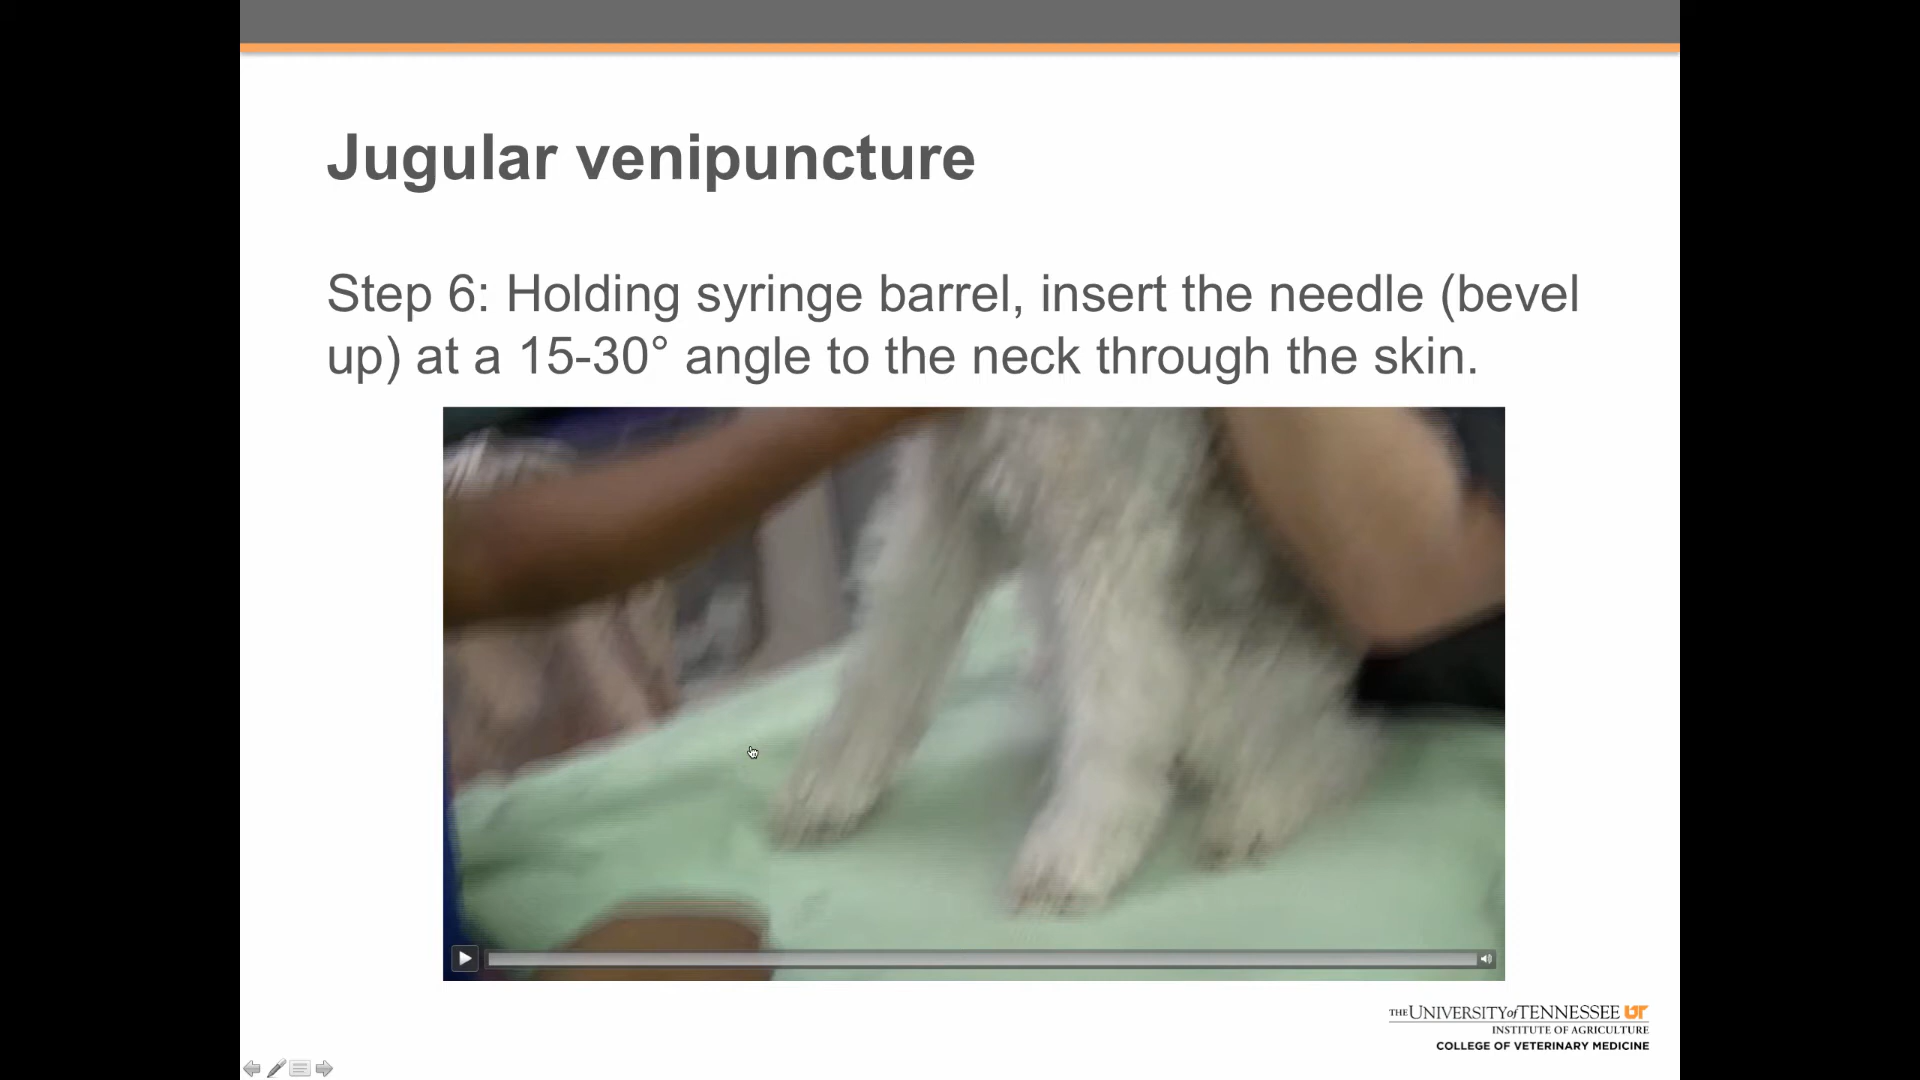 Jugular venipuncture
Step 6: Holding syringe barrel, insert the needle (bevel
up) at a 15-30° angle to the neck through the skin.
THE UNIVERSITY of TENNESSEE UT
INSTITUTE OF AGRICULTURE
COLLEGE OF VETERINARY MEDICINE